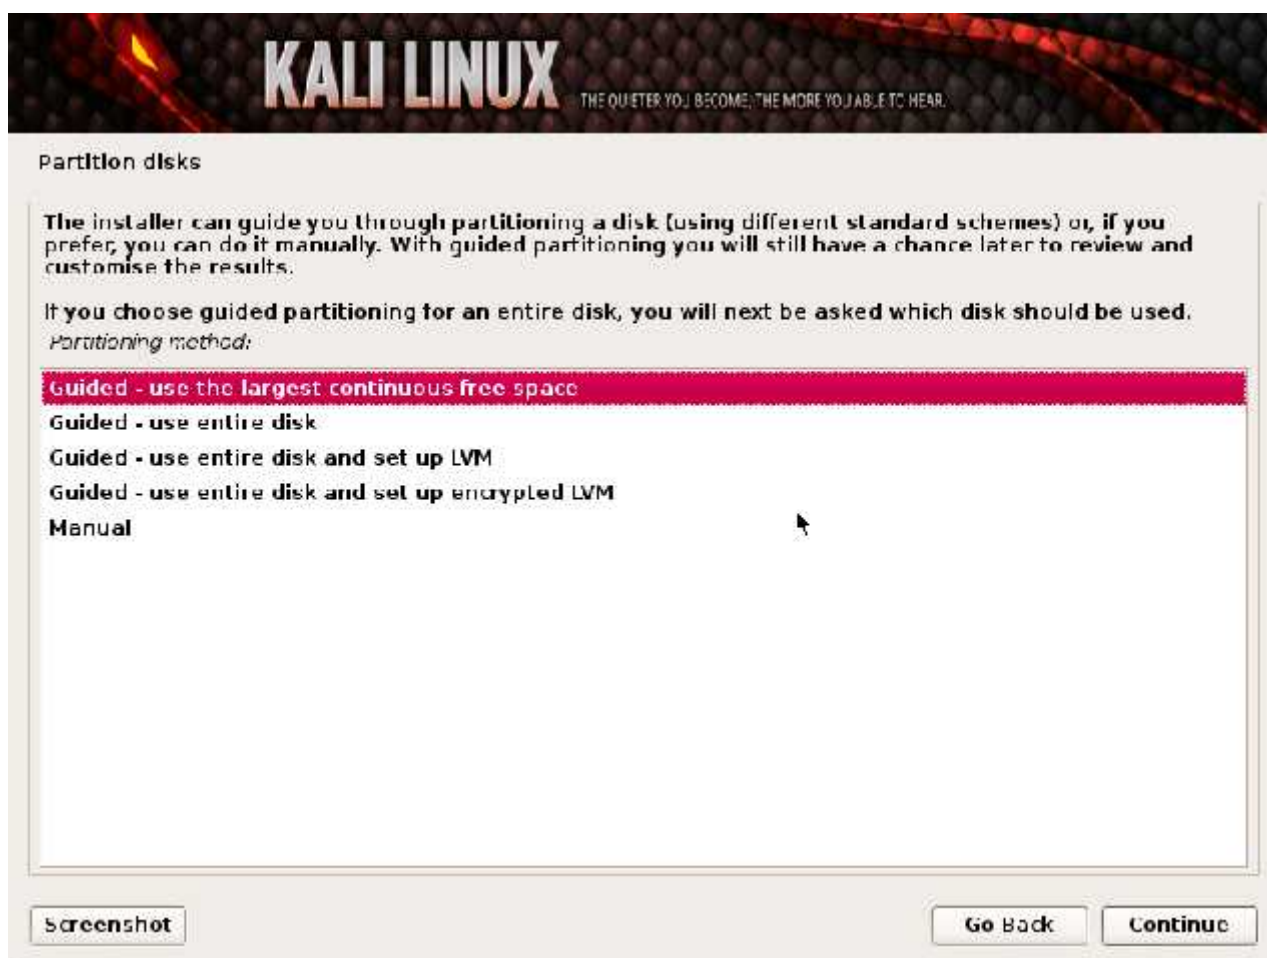 KALI LINUX
THE QUIETER YOU BECOME, THE MORE YOU ABLE TO HEAR.
Partition disks
The installer can guide you through partitioning a disk (using different standard schemes) or, if you
prefer, you can do it manually. With guided partitioning you will still have a chance later to review and
customise the results.
If you choose guided partitioning for an entire disk, you will next be asked which disk should be used.
Partitioning method:
Guided - use the largest continuous free space
Guided - use entire disk
Guided - use entire disk and set up LVM
Guided - use entire disk and set up encrypted LVM
Manual
Screenshot
Go Back
Continue